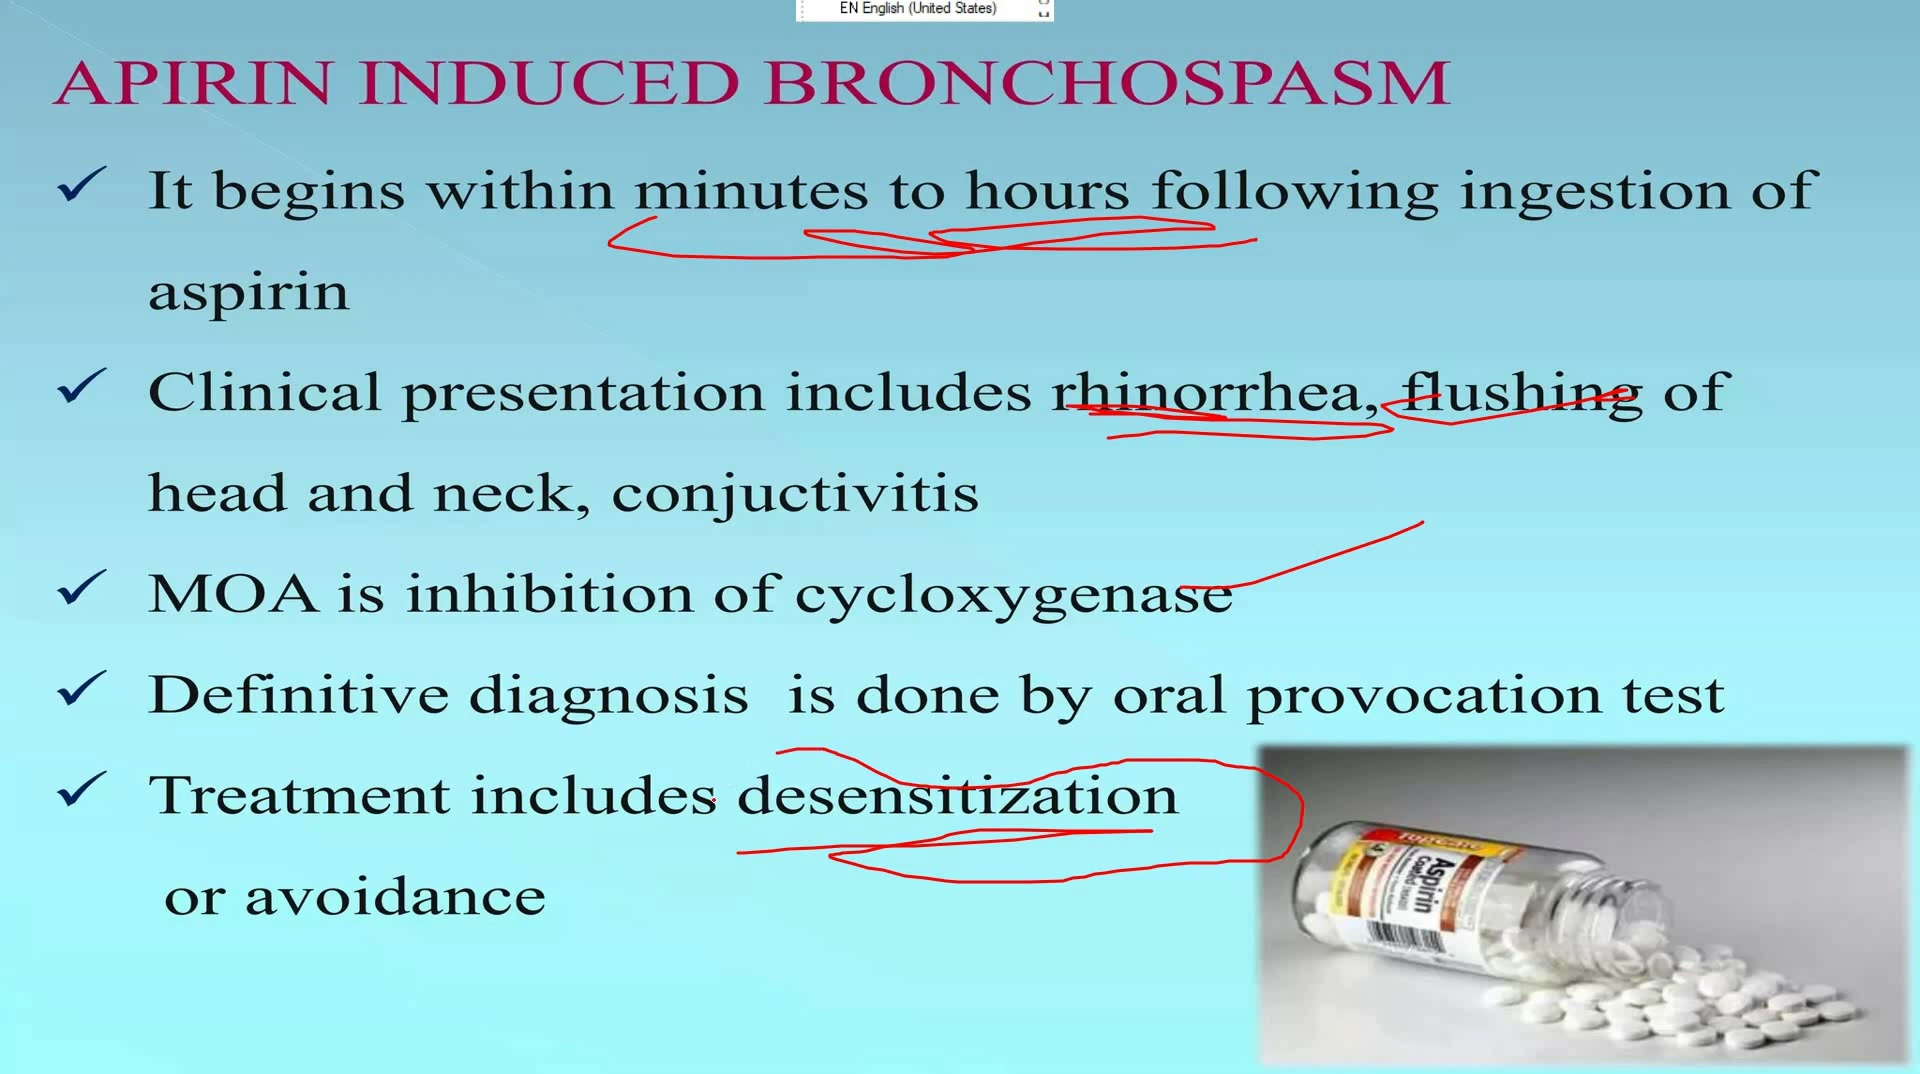 EN English (United States)
APIRIN INDUCED BRONCHOSPASM
✓ It begins within minutes to hours following ingestion of
aspirin
✓ Clinical presentation includes rhinorrhea, flushing of
head and neck, conjuctivitis
✓ MOA is inhibition of cycloxygenase
✓ Definitive diagnosis is done by oral provocation test
✓ Treatment includes desensitization
or avoidance
Aspirin